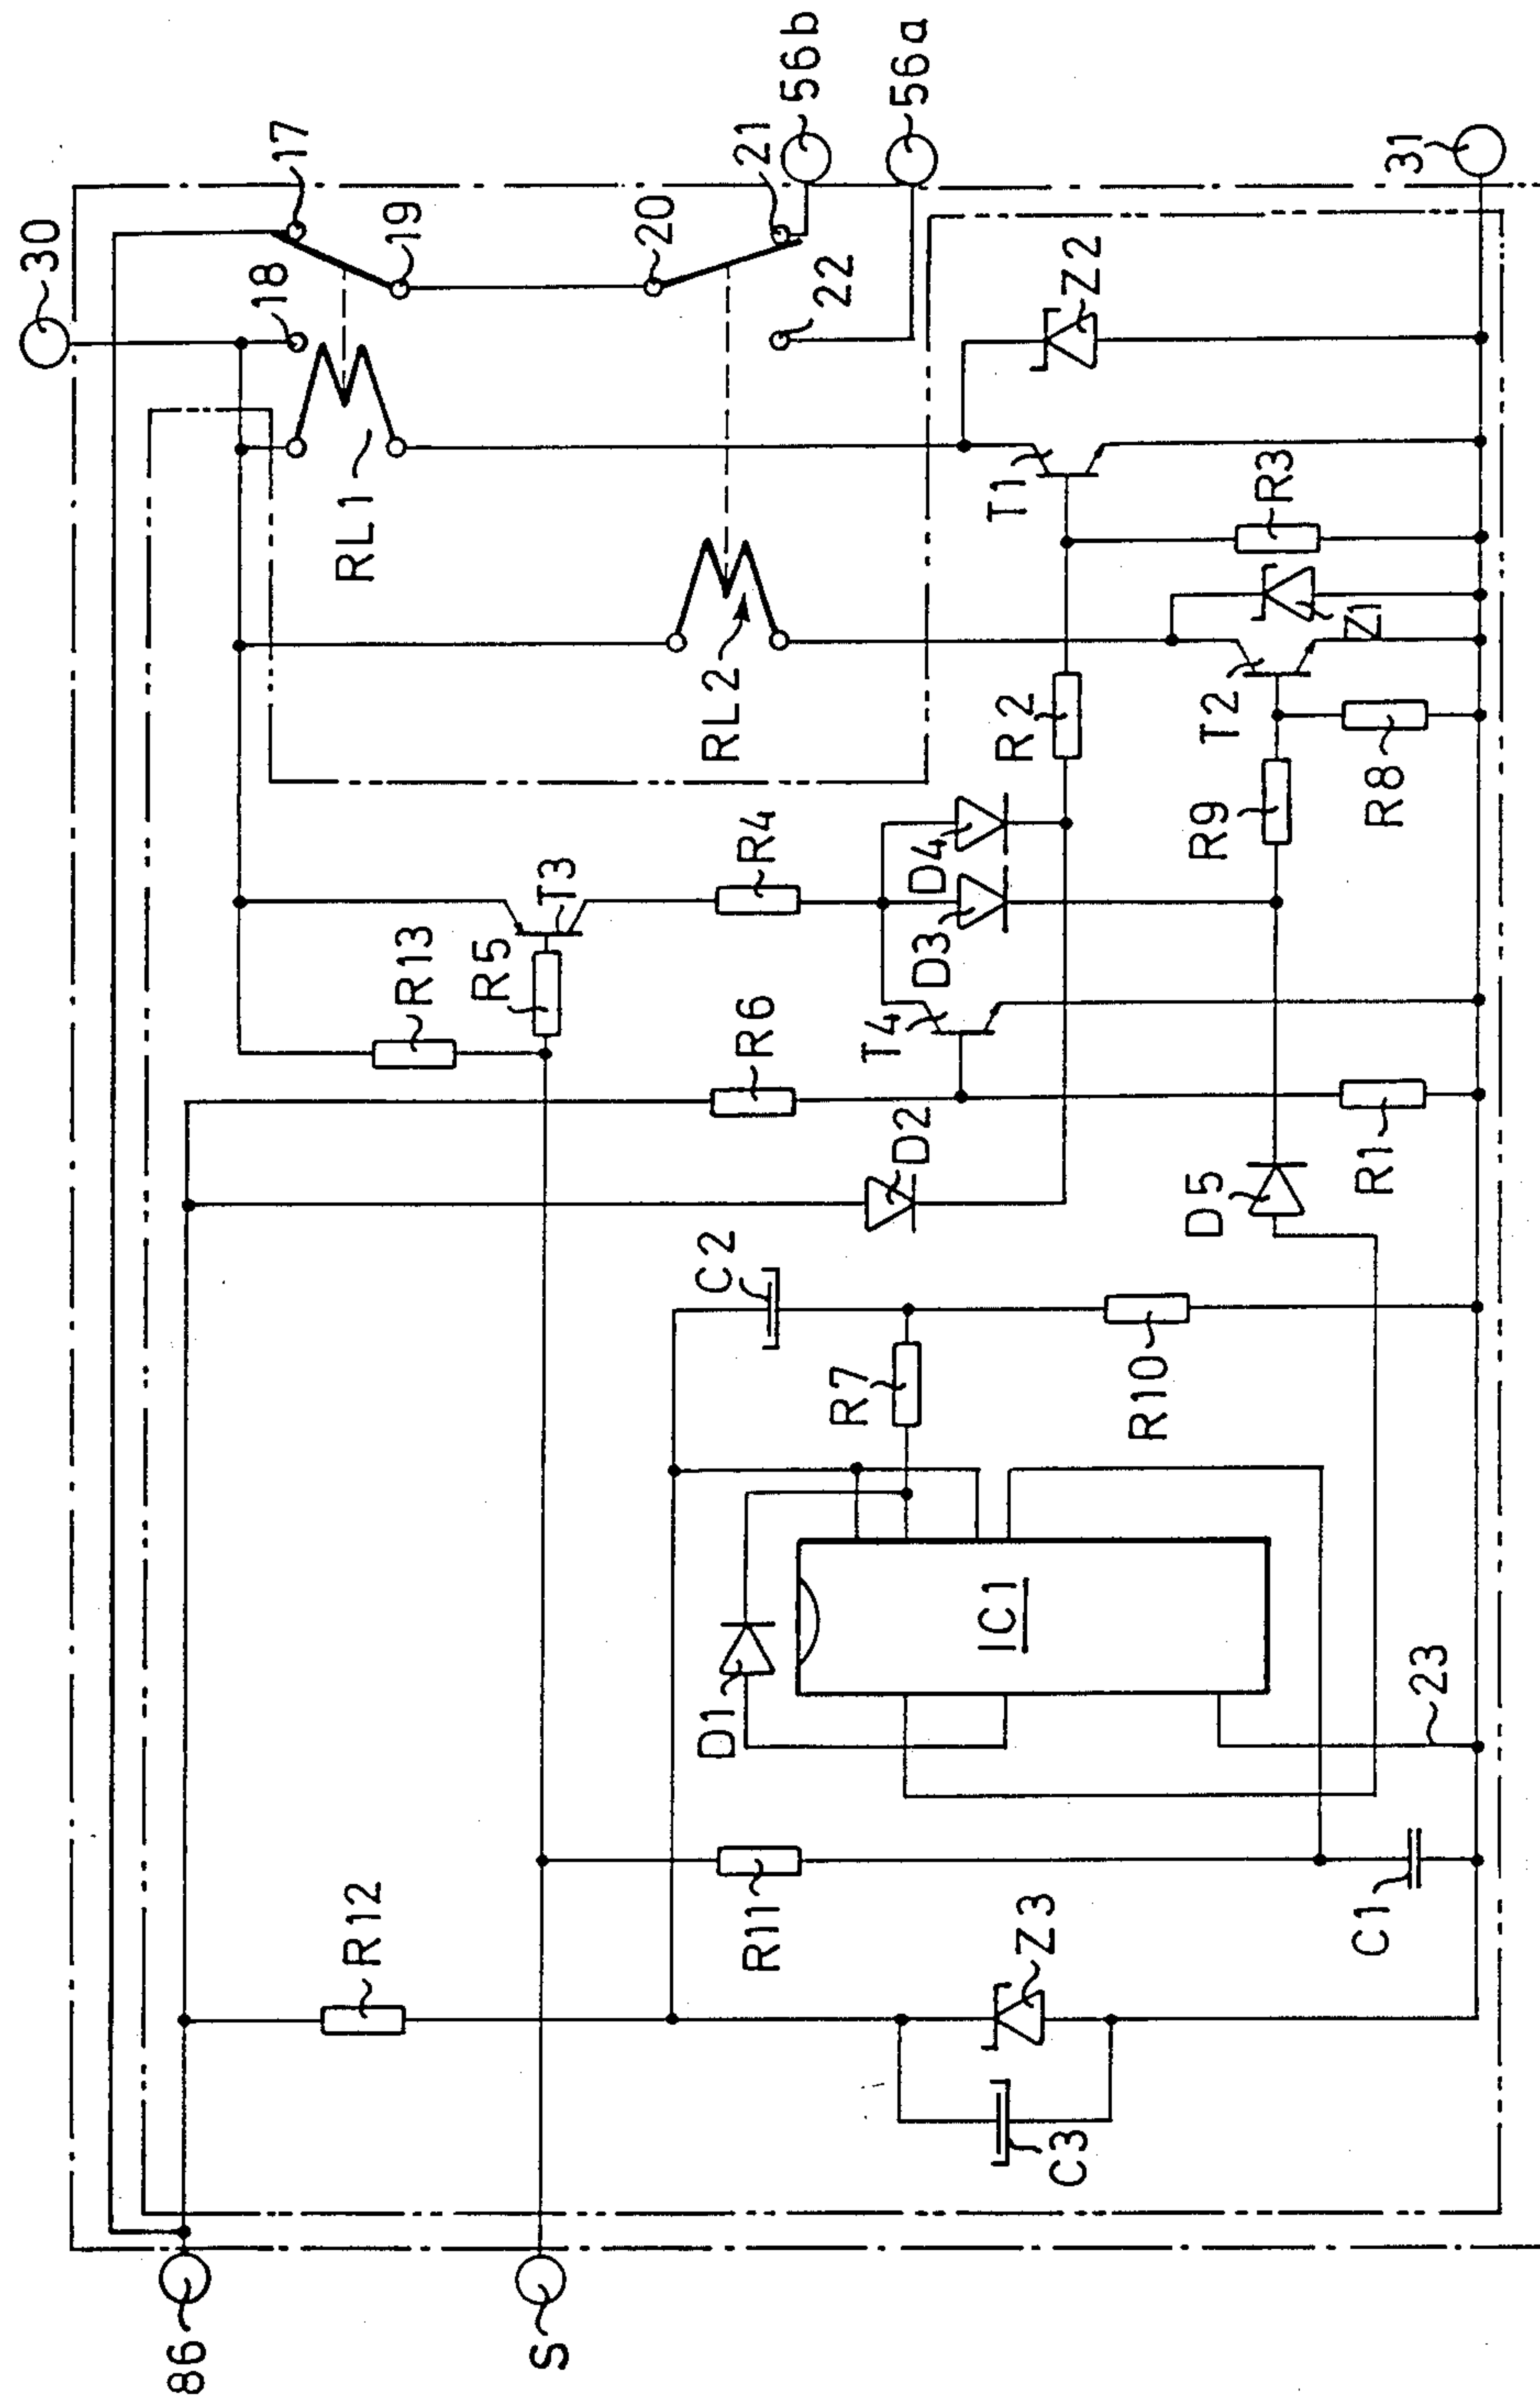 30
17
18
19
20
21
56b
56a
22
31
RL1
RL2
Z2
T1
R3
Z1
T2
R2
R8
R9
R4
D4
D3
T3
R13
R5
R6
T4
D2
R1
D5
C2
R7
R10
IC1
D1
23
R11
R12
Z3
C1
C3
86
S